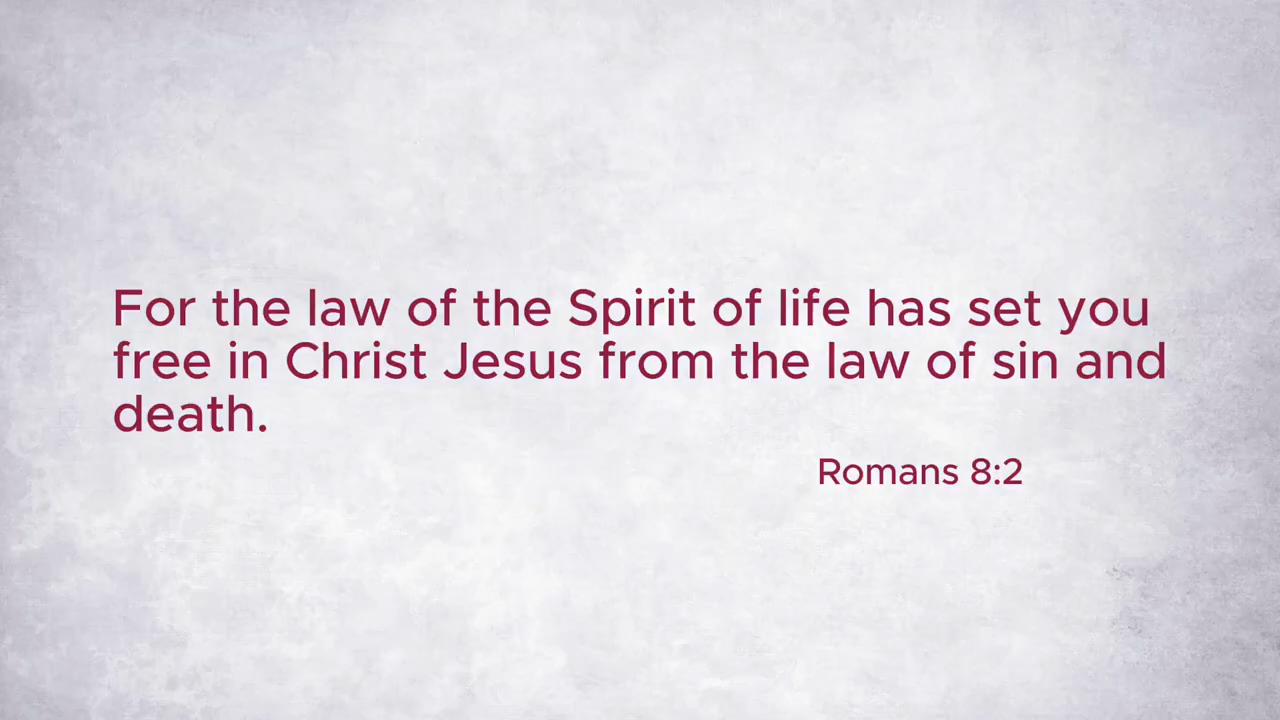 For the law of the Spirit of life has set you
free in Christ Jesus from the law of sin and
death.
Romans 8:2